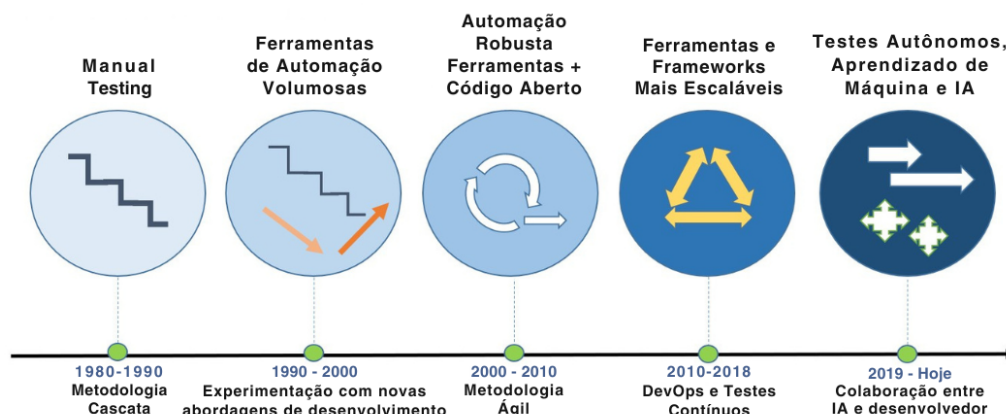 Manual
Testing
Ferramentas
de Automação
Volumosas
Automação
Robusta
Ferramentas +
Código Aberto
Ferramentas e
Frameworks
Mais Escaláveis
Testes Autônomos,
Aprendizado de
Máquina e IA
1980-1990
Metodologia
Cascata
1990 - 2000
Experimentação com novas
abordagens de desenvolvimento
2000 - 2010
Metodologia
Ágil
2010-2018
DevOps e Testes
Contínuos
2019 - Hoje
Colaboração entre
IA e desenvolvedor